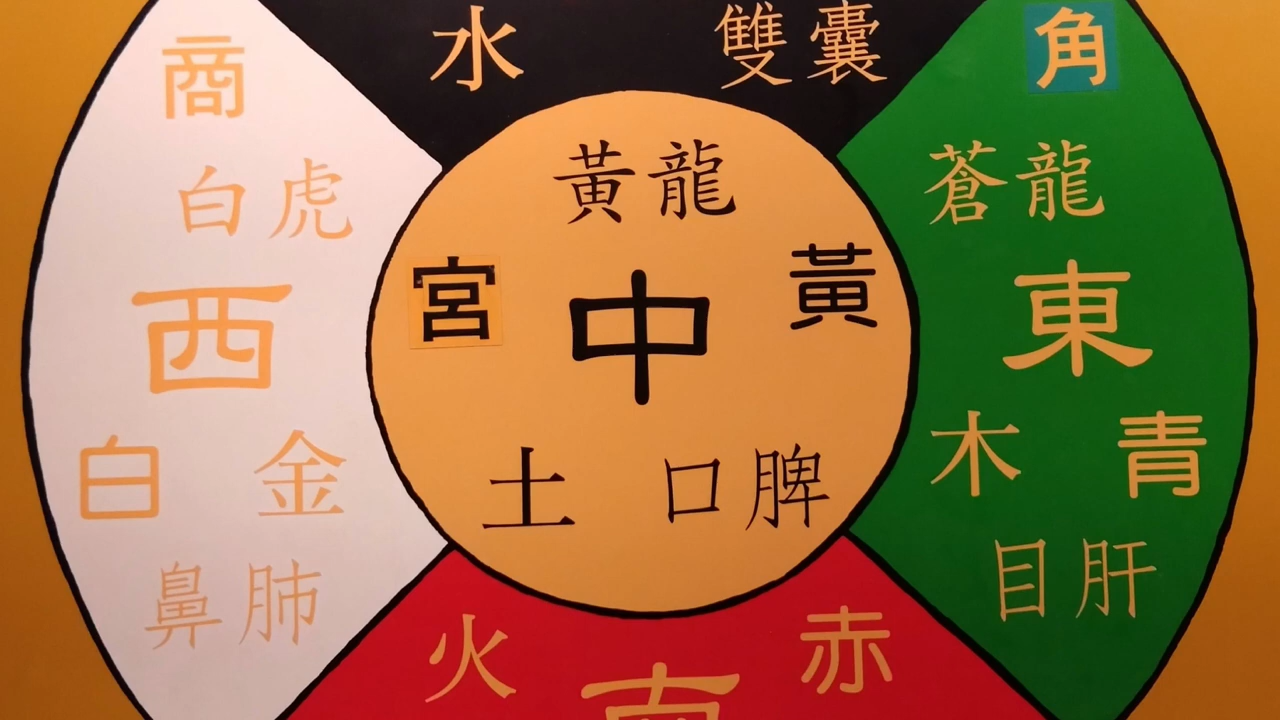 水 雙囊
商
白虎
西
白 金
鼻肺
黃龍
宮 中 黃
土 口脾
角
蒼龍
東
木 青
目肝
火 赤
南